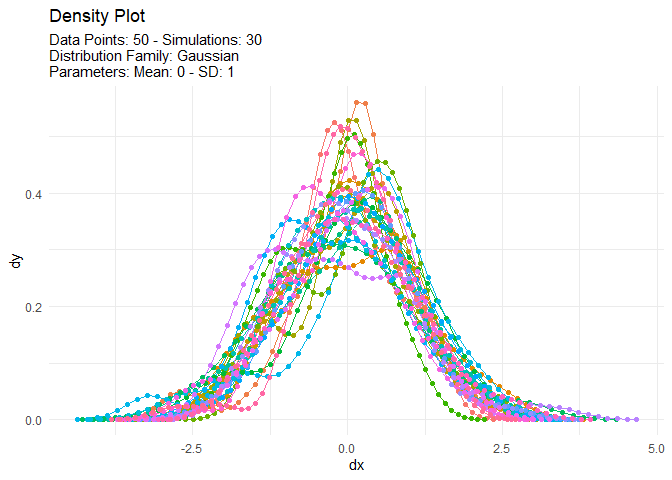 Density Plot
Data Points: 50 - Simulations: 30
Distribution Family: Gaussian
Parameters: Mean: 0 - SD: 1
dy
0.4
0.2
0.0
-2.5
0.0
2.5
5.0
dx